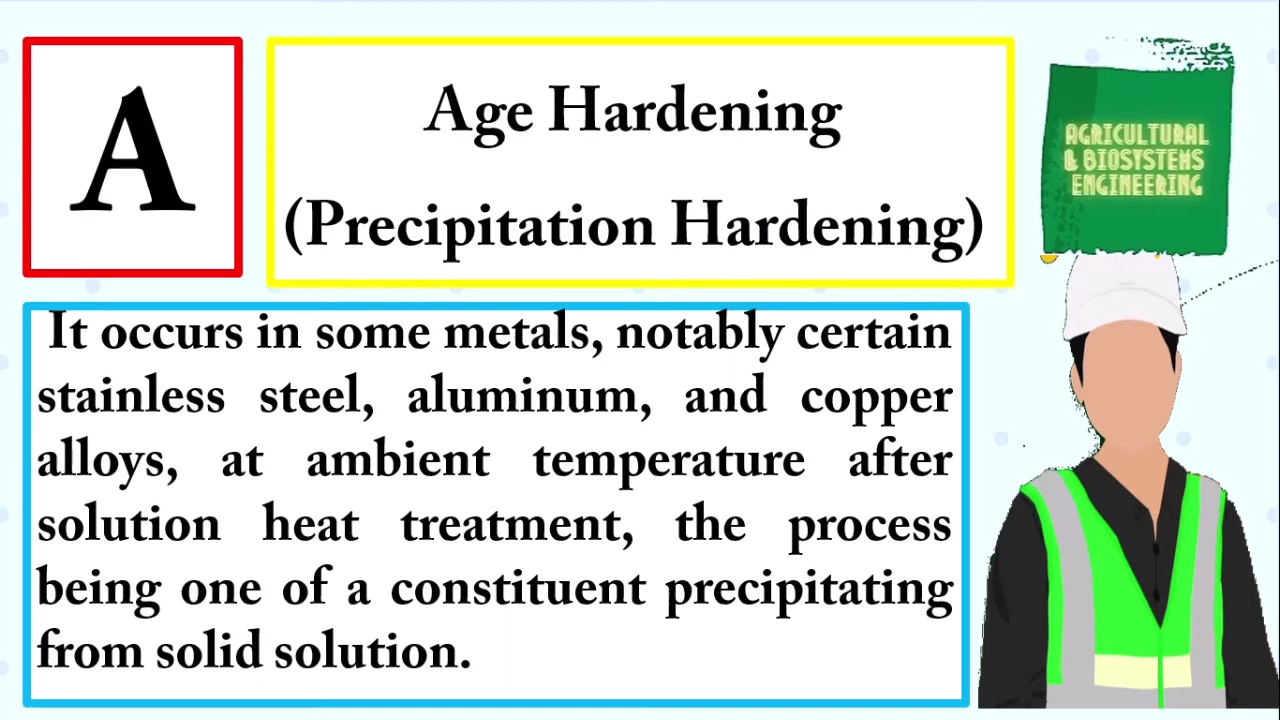 A
Age Hardening
(Precipitation Hardening)
AGRICULTURAL
& BIOSYSTEMS
ENGINEERING
It occurs in some metals, notably certain
stainless steel, aluminum, and copper
alloys, at ambient temperature after
solution heat treatment, the process
being one of a constituent precipitating
from solid solution.